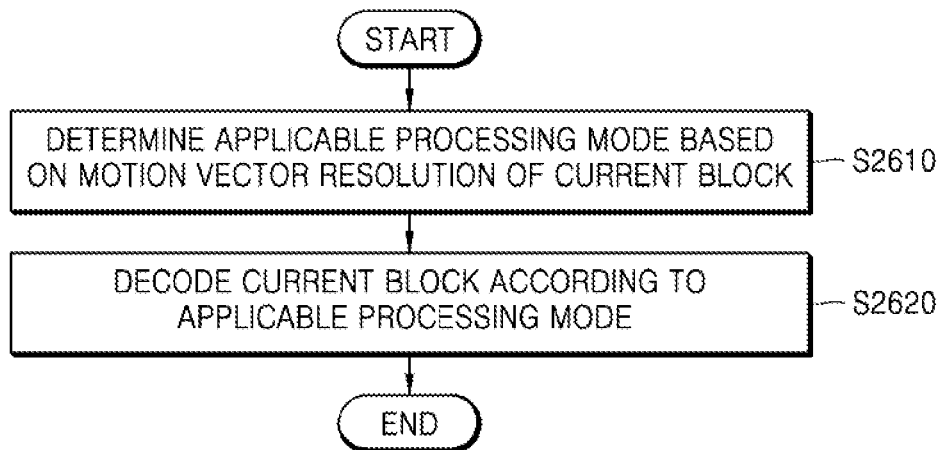 START
DETERMINE APPLICABLE PROCESSING MODE BASED
ON MOTION VECTOR RESOLUTION OF CURRENT BLOCK
S2610
DECODE CURRENT BLOCK ACCORDING TO
APPLICABLE PROCESSING MODE
S2620
END